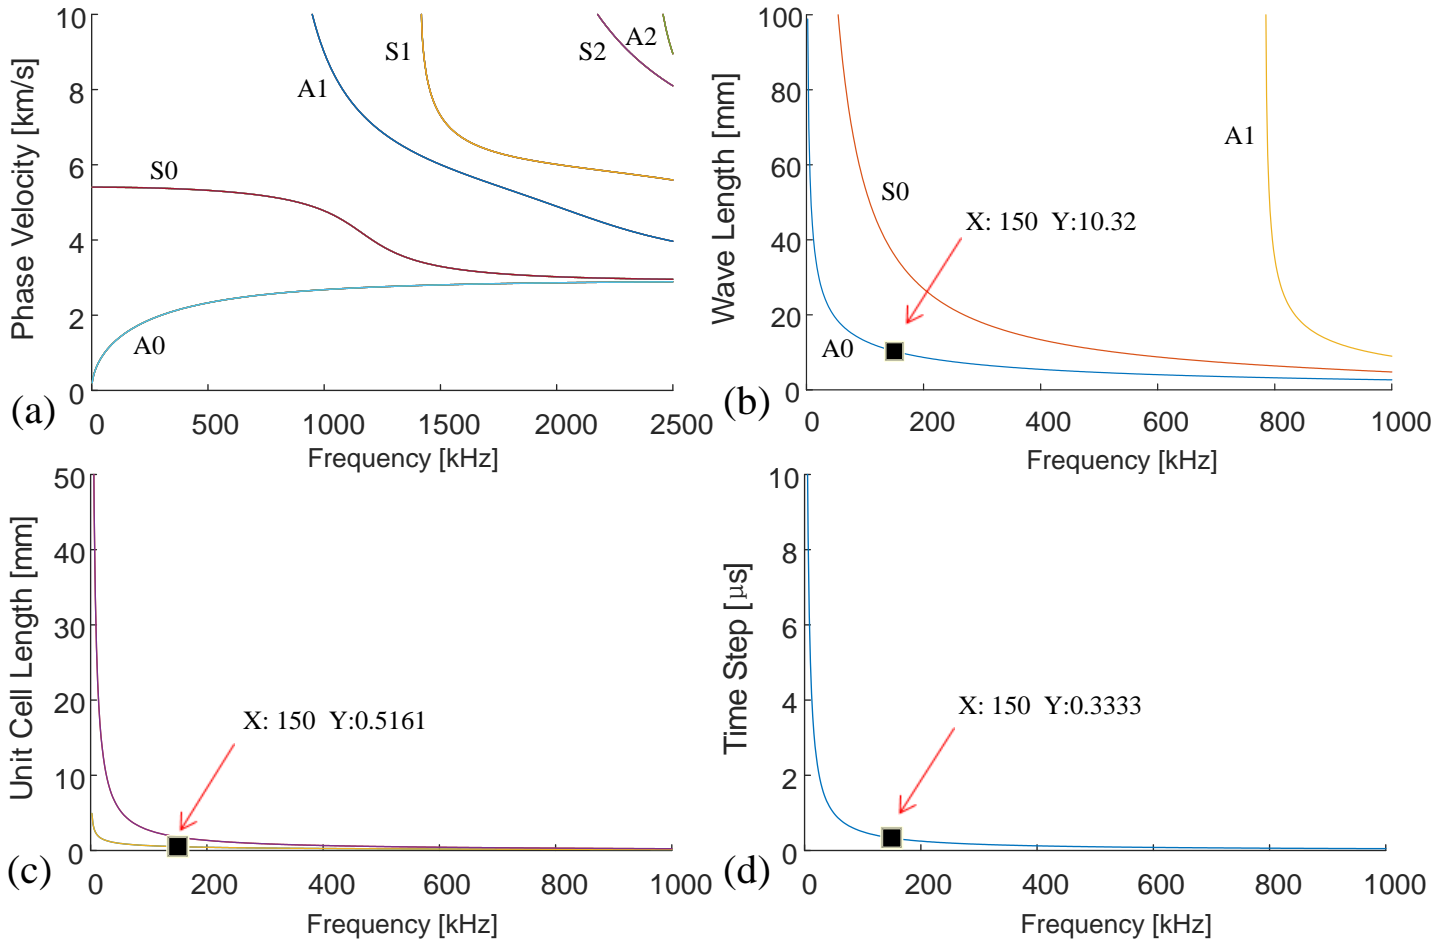 Phase Velocity [km/s]
10
8
6
4
2
0
S0
A0
A1
S1
S2
A2
0 500 1000 1500 2000 2500
Frequency [kHz]
(a)
Wave Length [mm]
100
80
60
40
20
0
A1
S0
X: 150 Y:10.32
A0
0 200 400 600 800 1000
Frequency [kHz]
(b)
Unit Cell Length [mm]
50
40
30
20
10
0
X: 150 Y:0.5161
0 200 400 600 800 1000
Frequency [kHz]
(c)
Time Step [μs]
10
8
6
4
2
0
X: 150 Y:0.3333
0 200 400 600 800 1000
Frequency [kHz]
(d)